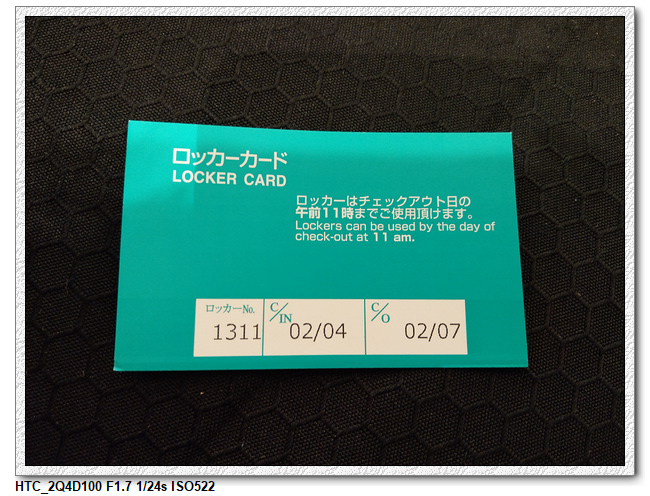 ロッカーカード
LOCKER CARD
ロッカーはチェックアウト日の
午前11時までご使用頂けます。
Lockers can be used by the day of
check-out at 11 am.
ロッカーNo. C/IN C/O
1311 02/04 02/07
HTC_2Q4D100 F1.7 1/24s ISO522